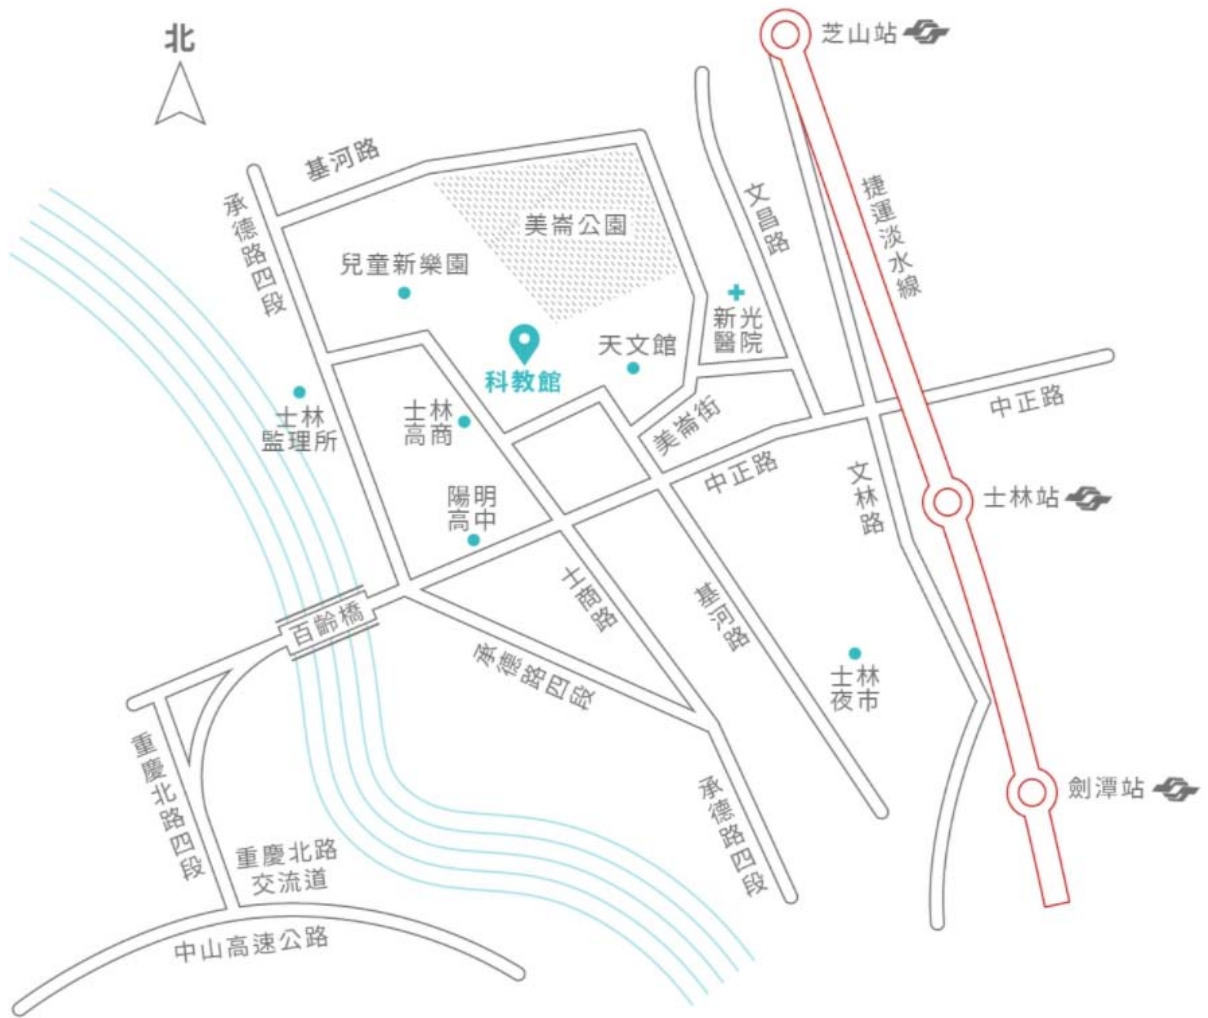 北
芝山站
基河路
承德路四段
美崙公園
文昌路
捷運淡水線
兒童新樂園
新光
醫院
天文館
科教館
士林
監理所
士林
高商
美崙街
中正路
中正路
陽明
高中
文林路
士林站
百齡橋
士商路
基河路
承德路四段
士林
夜市
重慶北路四段
劍潭站
承德路四段
重慶北路
交流道
中山高速公路